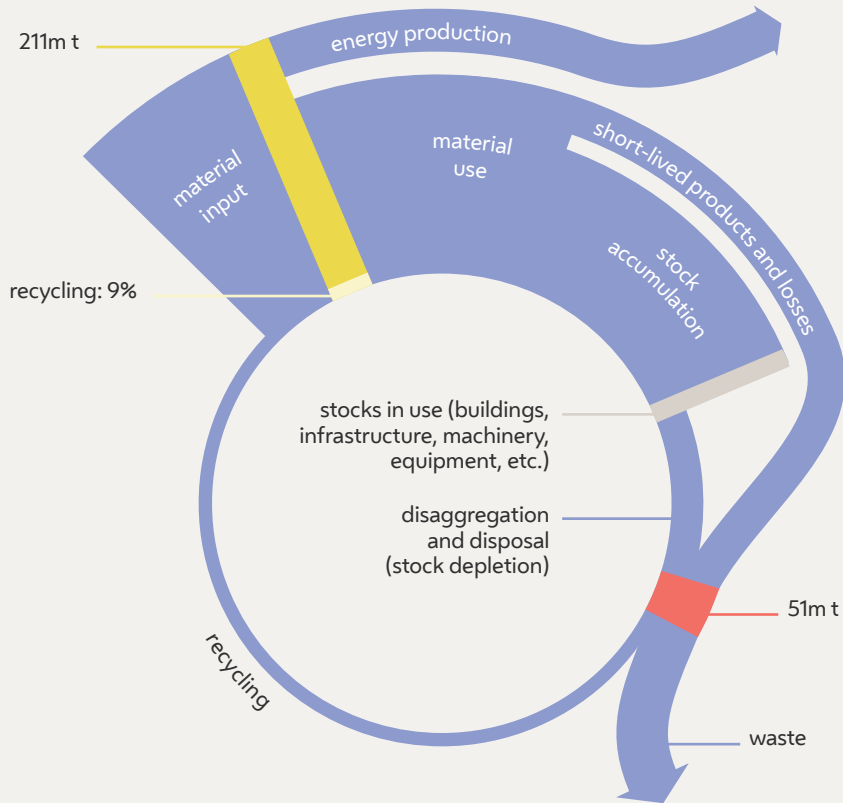 211m t
energy production
material
input
material
use
short-lived products and losses
stock
accumulation
recycling: 9%
stocks in use (buildings,
infrastructure, machinery,
equipment, etc.)
disaggregation
and disposal
(stock depletion)
51m t
recycling
waste